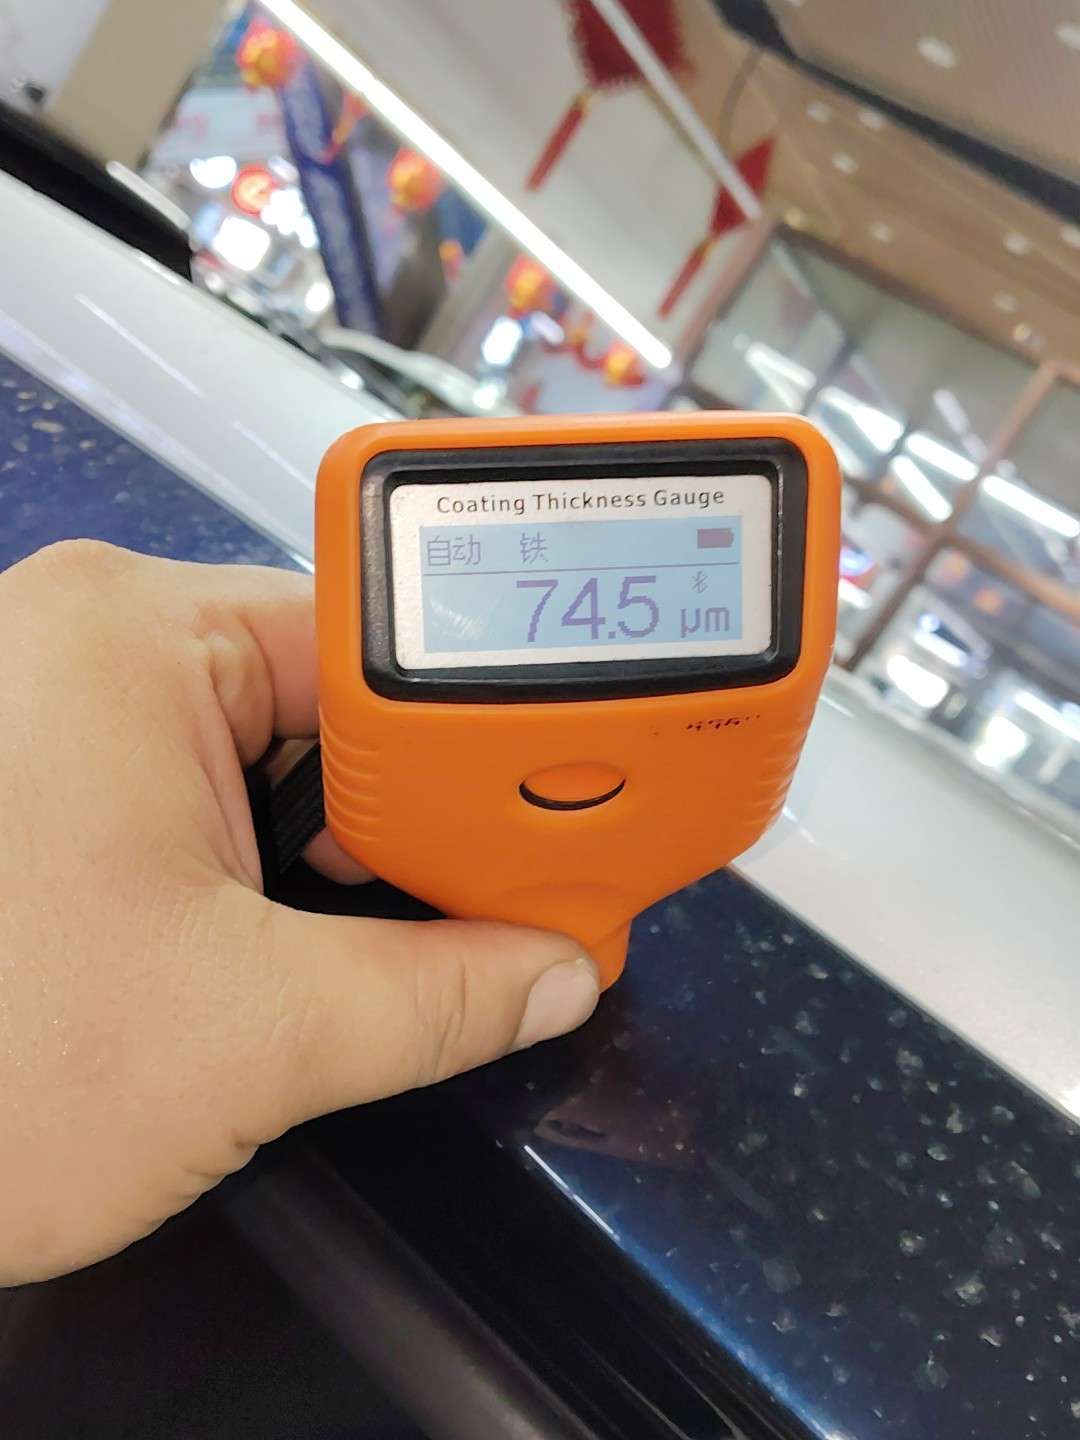 Coating Thickness Gauge
自动 铁
74.5 μm